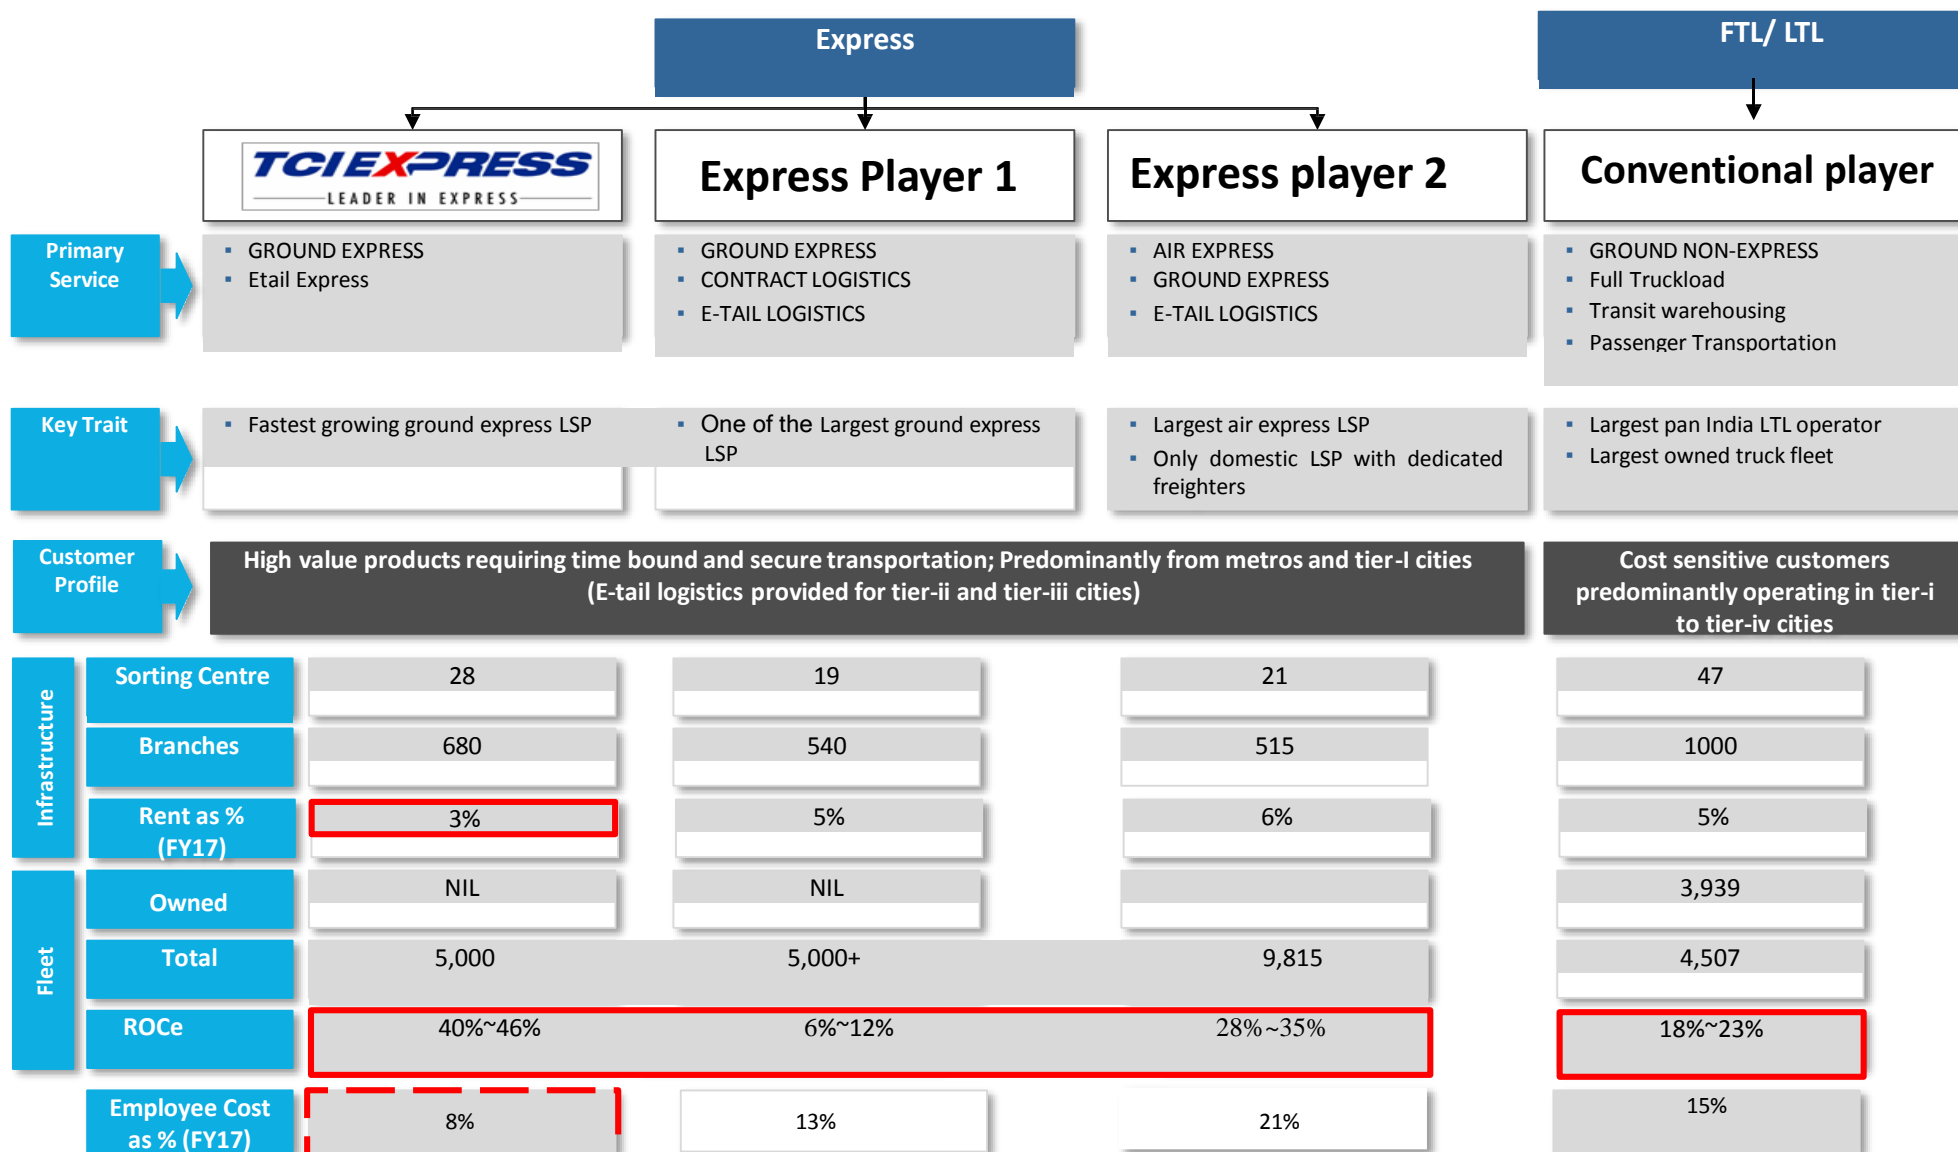 Express
FTL/ LTL
TCIEXPRESS
LEADER IN EXPRESS
Express Player 1
Express player 2
Conventional player
Primary
Service
▪ GROUND EXPRESS
▪ Etail Express
▪ GROUND EXPRESS
▪ CONTRACT LOGISTICS
▪ E-TAIL LOGISTICS
▪ AIR EXPRESS
▪ GROUND EXPRESS
▪ E-TAIL LOGISTICS
▪ GROUND NON-EXPRESS
▪ Full Truckload
▪ Transit warehousing
▪ Passenger Transportation
Key Trait
▪ Fastest growing ground express LSP
▪ One of the Largest ground express
LSP
▪ Largest air express LSP
▪ Only domestic LSP with dedicated
freighters
▪ Largest pan India LTL operator
▪ Largest owned truck fleet
Customer
Profile
High value products requiring time bound and secure transportation; Predominantly from metros and tier-I cities
(E-tail logistics provided for tier-ii and tier-iii cities)
Cost sensitive customers
predominantly operating in tier-i
to tier-iv cities
Infrastructure
Sorting Centre
28
19
21
47
Branches
680
540
515
1000
Rent as %
(FY17)
3%
5%
6%
5%
Fleet
Owned
NIL
NIL
3,939
Total
5,000
5,000+
9,815
4,507
ROCe
40%~46%
6%~12%
28%~35%
18%~23%
Employee Cost
as % (FY17)
8%
13%
21%
15%